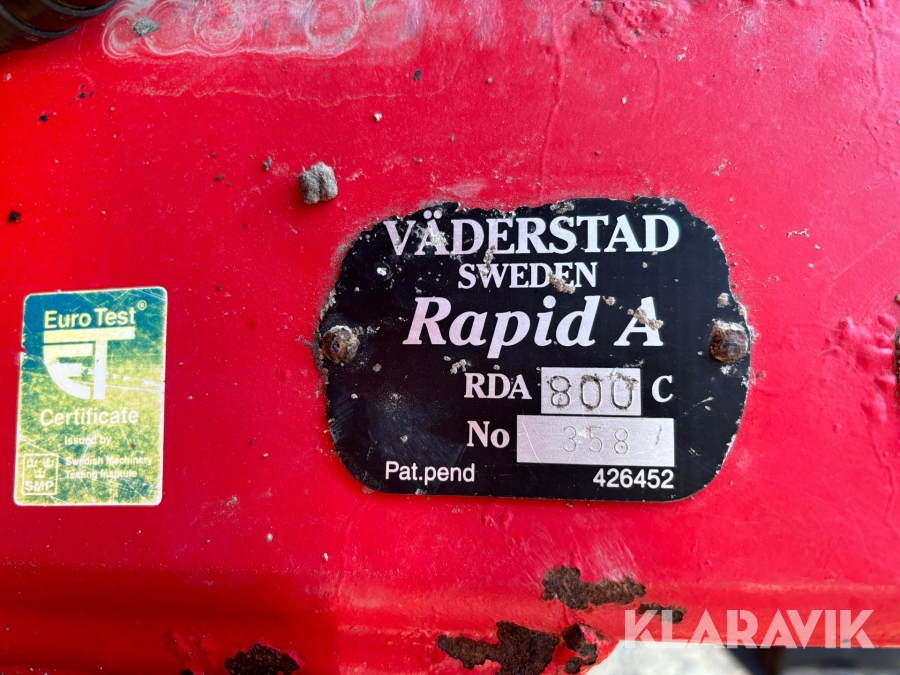 Euro Test®
ET
Certificate
Issued by
Swedish Machinery
Testing Institute
SMP
VÄDERSTAD
SWEDEN
Rapid A
RDA 800 C
No 358
Pat.pend 426452
KLARAVIK